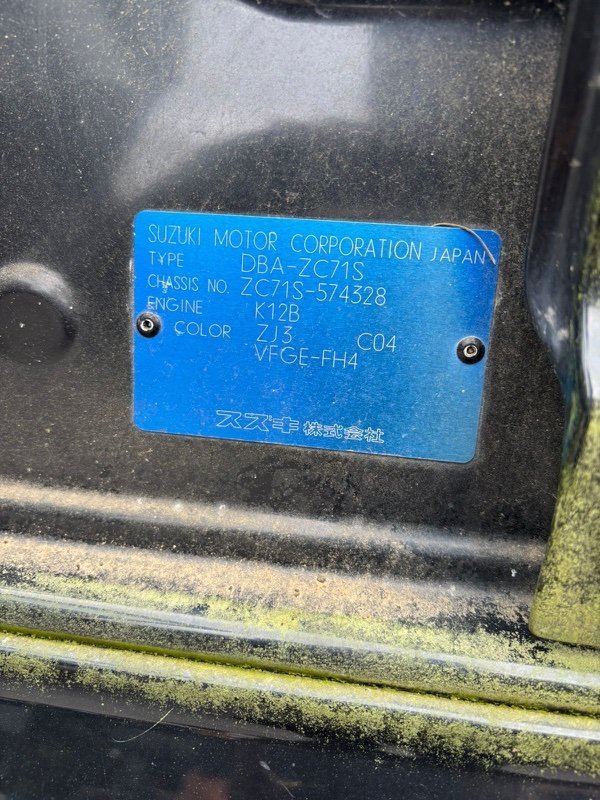 SUZUKI MOTOR CORPORATION JAPAN
TYPE DBA-ZC71S
CHASSIS NO. ZC71S-574328
ENGINE K12B
COLOR ZJ3 C04
VFGE-FH4
スズキ株式会社